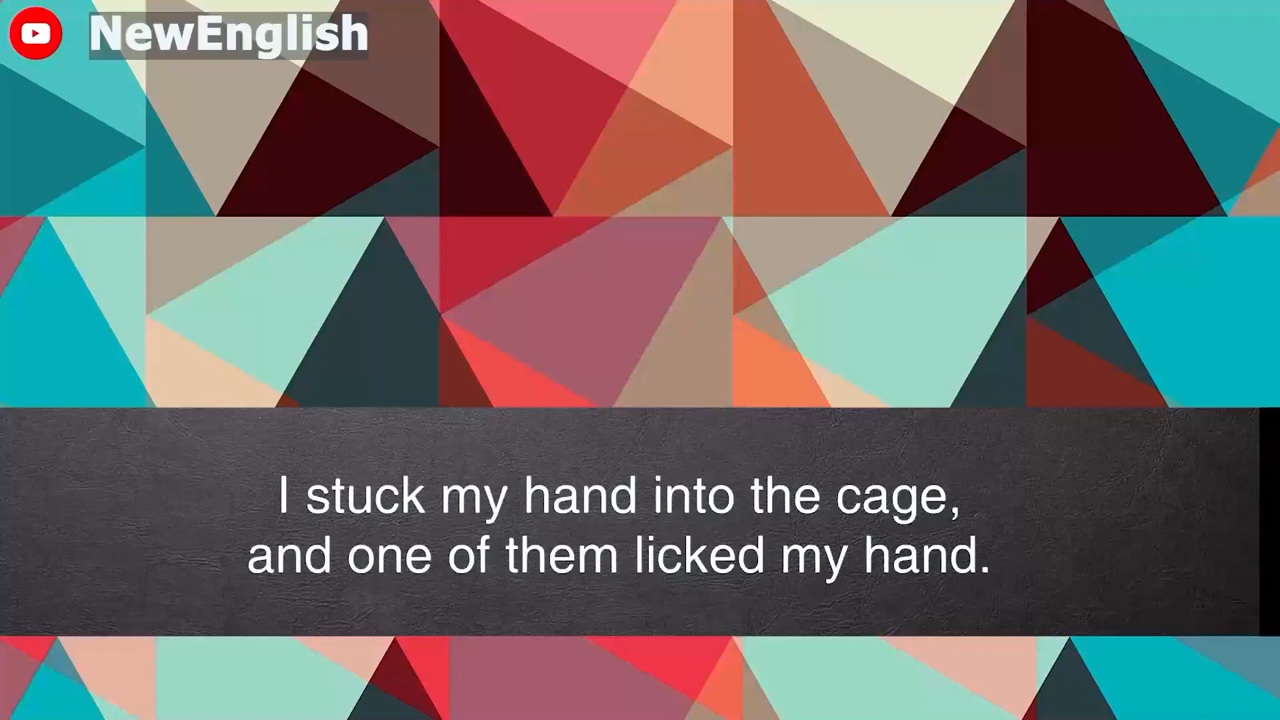 NewEnglish
I stuck my hand into the cage,
and one of them licked my hand.